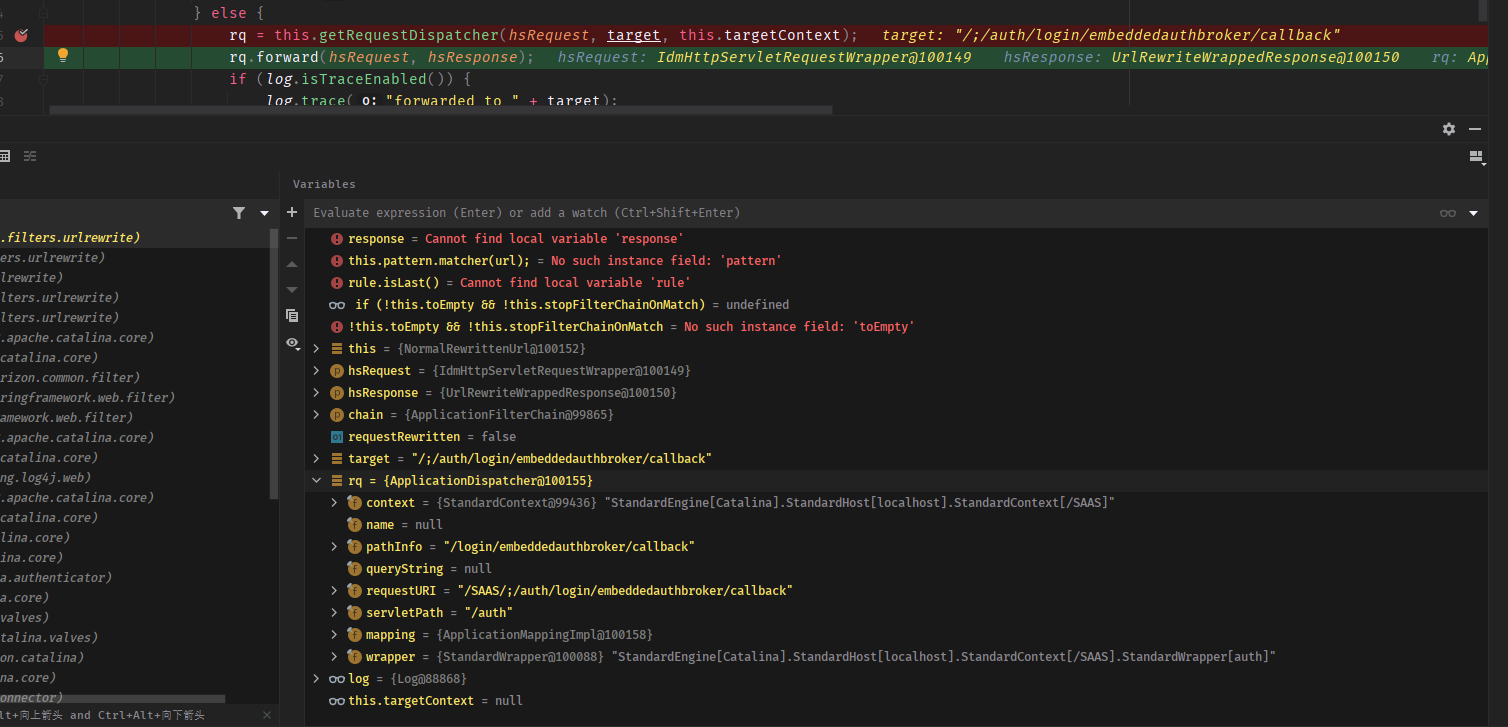 } else {
rq = this.getRequestDispatcher(hsRequest, target, this.targetContext);   target: "/;/auth/login/embeddedauthbroker/callback"
rq.forward(hsRequest, hsResponse);   hsRequest: IdmHttpServletRequestWrapper@100149   hsResponse: UrlRewriteWrappedResponse@100150   rq: App
if (log.isTraceEnabled()) {
log.trace( o: "forwarded to " + target);
Variables
Evaluate expression (Enter) or add a watch (Ctrl+Shift+Enter)
.filters.urlrewrite)
ers.urlrewrite)
lrewrite)
lters.urlrewrite)
lters.urlrewrite)
.apache.catalina.core)
catalina.core)
rizon.common.filter)
ringframework.web.filter)
amework.web.filter)
.apache.catalina.core)
catalina.core)
ng.log4j.web)
.apache.catalina.core)
catalina.core)
lina.core)
ina.core)
a.authenticator)
a.core)
valves)
talina.valves)
on.catalina)
na.core)
onnector)
lt+向上箭头 and Ctrl+Alt+向下箭头
response = Cannot find local variable 'response'
this.pattern.matcher(url); = No such instance field: 'pattern'
rule.isLast() = Cannot find local variable 'rule'
if (!this.toEmpty && !this.stopFilterChainOnMatch) = undefined
!this.toEmpty && !this.stopFilterChainOnMatch = No such instance field: 'toEmpty'
this = {NormalRewrittenUrl@100152}
hsRequest = {IdmHttpServletRequestWrapper@100149}
hsResponse = {UrlRewriteWrappedResponse@100150}
chain = {ApplicationFilterChain@99865}
requestRewritten = false
target = "/;/auth/login/embeddedauthbroker/callback"
rq = {ApplicationDispatcher@100155}
context = {StandardContext@99436} "StandardEngine[Catalina].StandardHost[localhost].StandardContext[/SAAS]"
name = null
pathInfo = "/login/embeddedauthbroker/callback"
queryString = null
requestURI = "/SAAS/;/auth/login/embeddedauthbroker/callback"
servletPath = "/auth"
mapping = {ApplicationMappingImpl@100158}
wrapper = {StandardWrapper@100088} "StandardEngine[Catalina].StandardHost[localhost].StandardContext[/SAAS].StandardWrapper[auth]"
log = {Log@88868}
this.targetContext = null